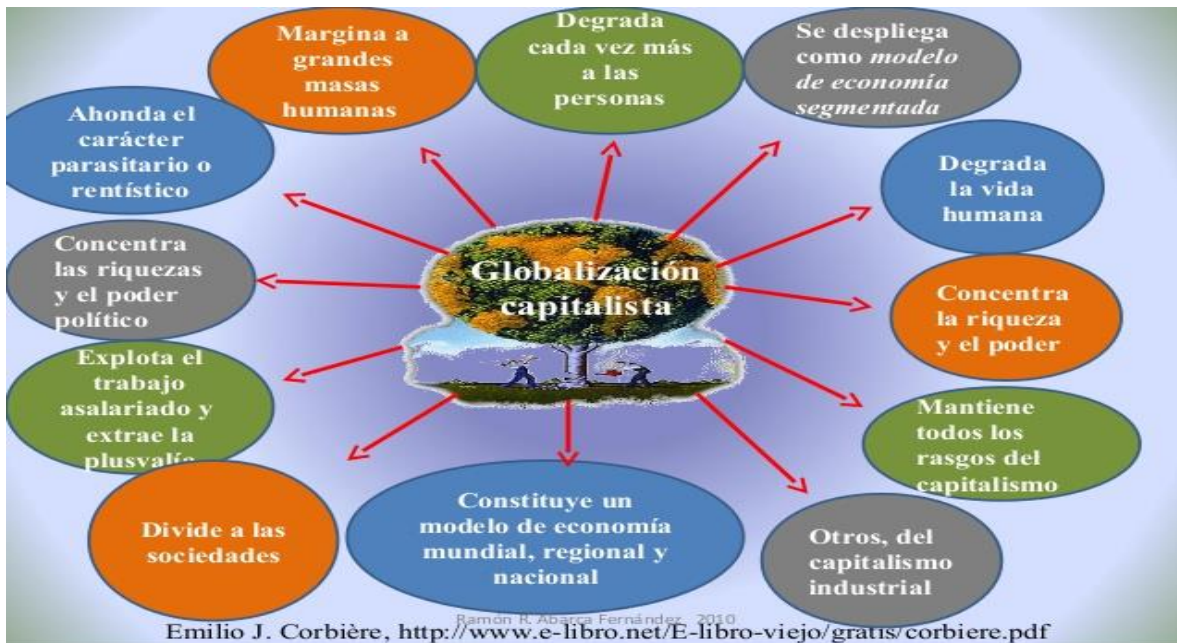 Globalización
capitalista
Degrada
cada vez más
a las
personas
Se despliega
como modelo
de economía
segmentada
Degrada
la vida
humana
Concentra
la riqueza
y el poder
Mantiene
todos los
rasgos del
capitalismo
Otros, del
capitalismo
industrial
Constituye un
modelo de economía
mundial, regional y
nacional
Divide a las
sociedades
Explota el
trabajo
asalariado y
extrae la
plusvalía
Concentra
las riquezas
y el poder
político
Ahonda el
carácter
parasitario o
rentístico
Margina a
grandes
masas
humanas
Ramón R. Abarca Fernández, 2010
Emilio J. Corbière, http://www.e-libro.net/E-libro-viejo/gratis/corbiere.pdf